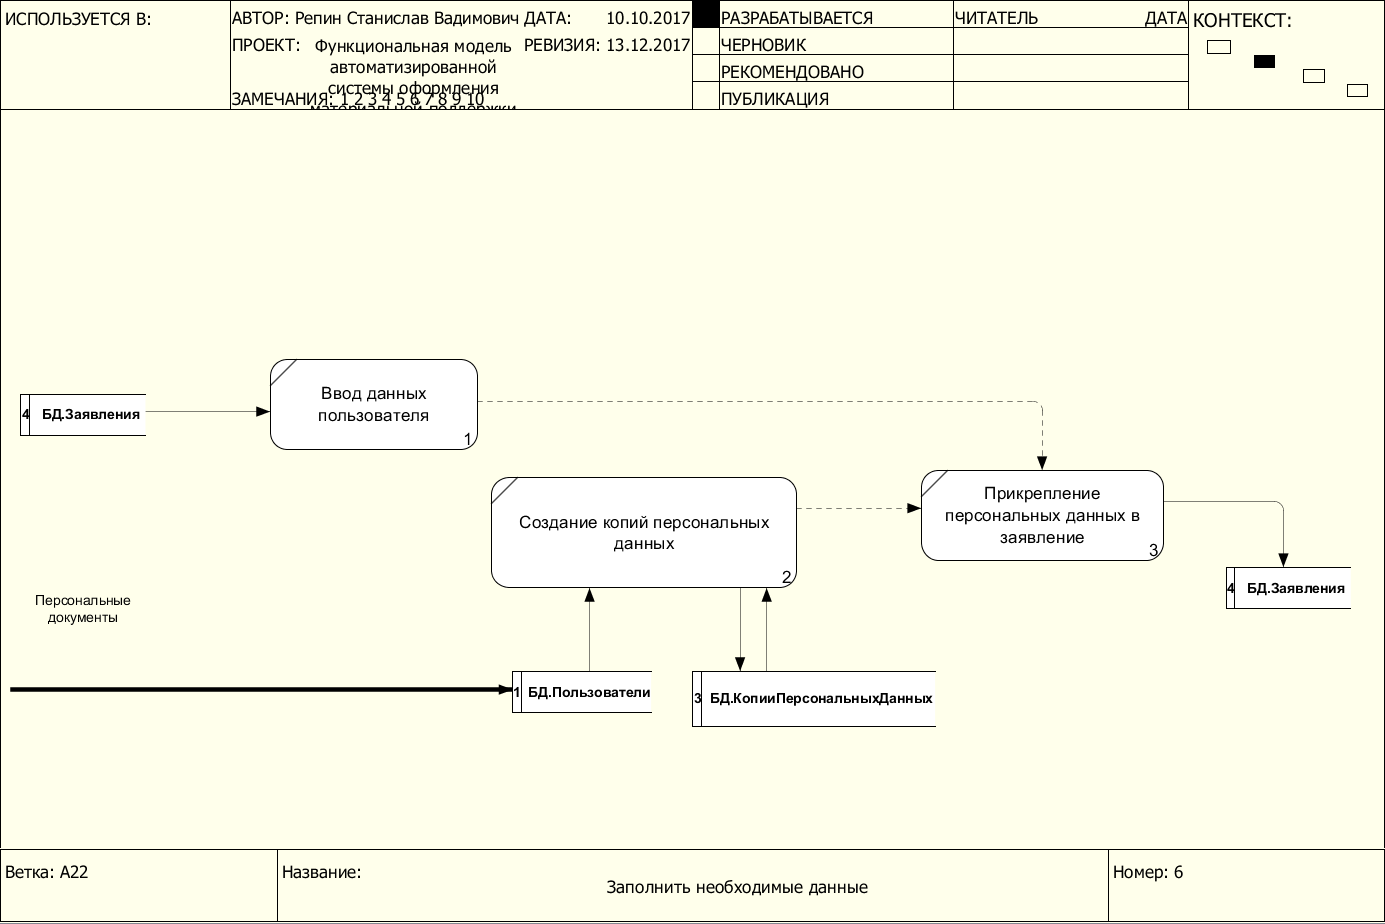 ИСПОЛЬЗУЕТСЯ В:
АВТОР: Репин Станислав Вадимович ДАТА: 10.10.2017
ПРОЕКТ: Функциональная модель РЕВИЗИЯ: 13.12.2017
автоматизированной
системы оформления
материальной поддержки
ЗАМЕЧАНИЯ: 1 2 3 4 5 6 7 8 9 10
РАЗРАБАТЫВАЕТСЯ
ЧЕРНОВИК
РЕКОМЕНДОВАНО
ПУБЛИКАЦИЯ
ЧИТАТЕЛЬ ДАТА
КОНТЕКСТ:
4 БД.Заявления
Ввод данных
пользователя
1
Создание копий персональных
данных
2
Прикрепление
персональных данных в
заявление
3
4 БД.Заявления
Персональные
документы
1 БД.Пользователи
3 БД.КопииПерсональныхДанных
Ветка: A22
Название:
Заполнить необходимые данные
Номер: 6